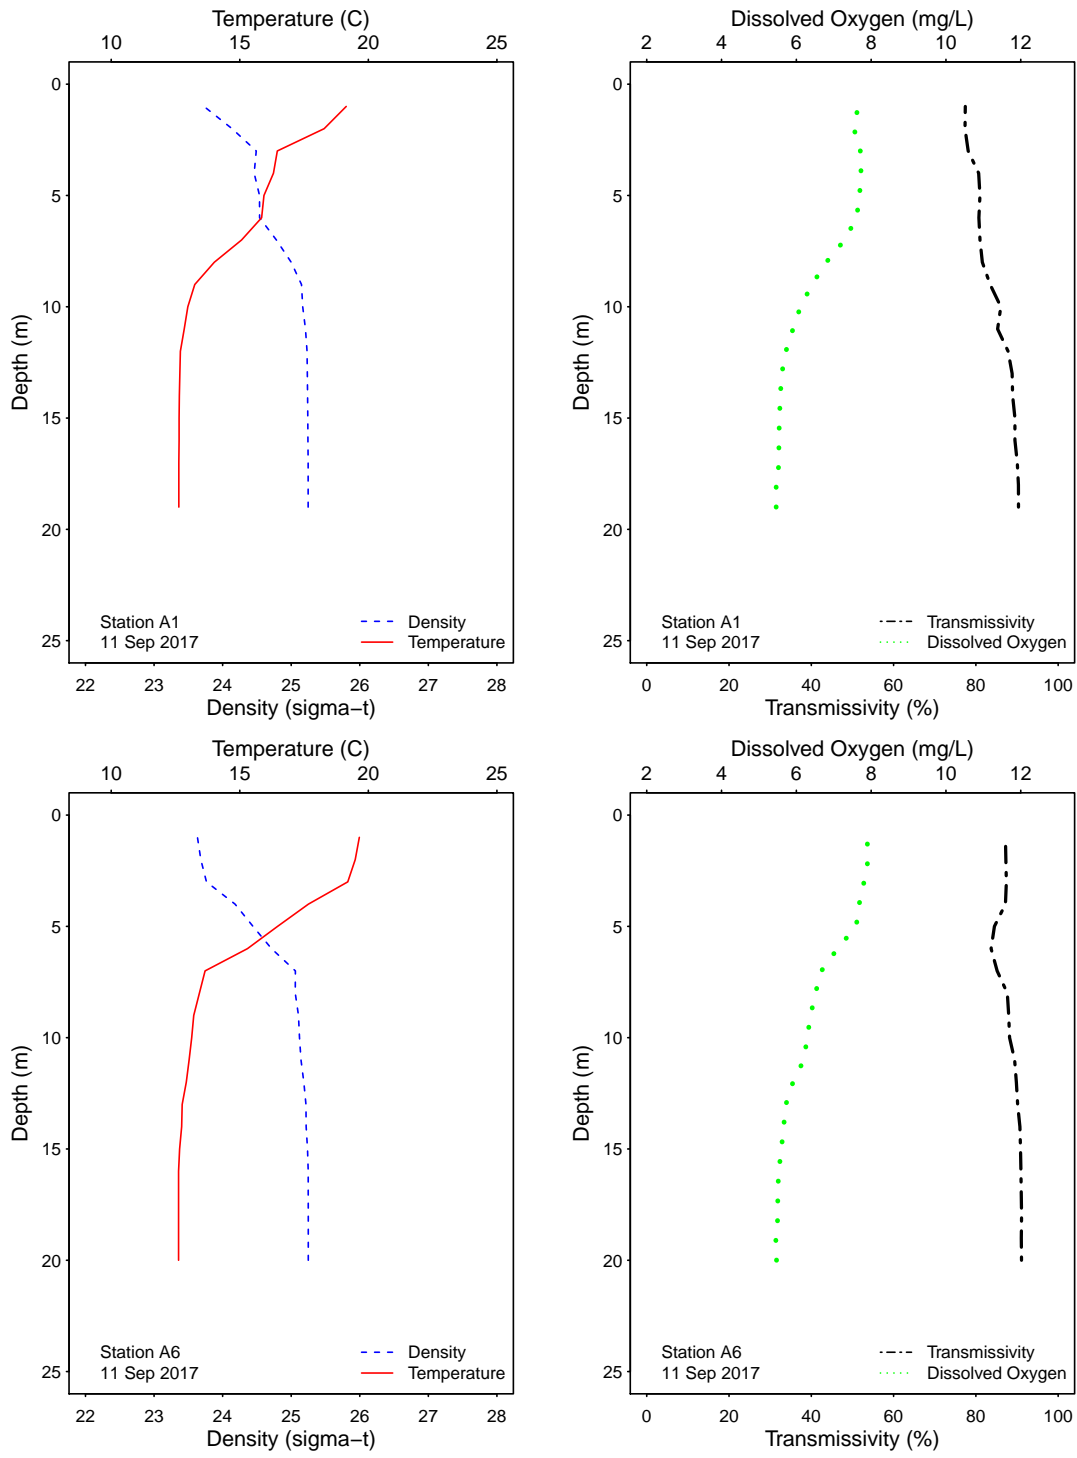 Temperature (C)
10 15 20 25
0
5
10
15
20
25
Depth (m)
Station A1
11 Sep 2017
Density
Temperature
22 23 24 25 26 27 28
Density (sigma−t)
Dissolved Oxygen (mg/L)
2 4 6 8 10 12
0
5
10
15
20
25
Depth (m)
Station A1
11 Sep 2017
Transmissivity
Dissolved Oxygen
0 20 40 60 80 100
Transmissivity (%)
Temperature (C)
10 15 20 25
0
5
10
15
20
25
Depth (m)
Station A6
11 Sep 2017
Density
Temperature
22 23 24 25 26 27 28
Density (sigma−t)
Dissolved Oxygen (mg/L)
2 4 6 8 10 12
0
5
10
15
20
25
Depth (m)
Station A6
11 Sep 2017
Transmissivity
Dissolved Oxygen
0 20 40 60 80 100
Transmissivity (%)